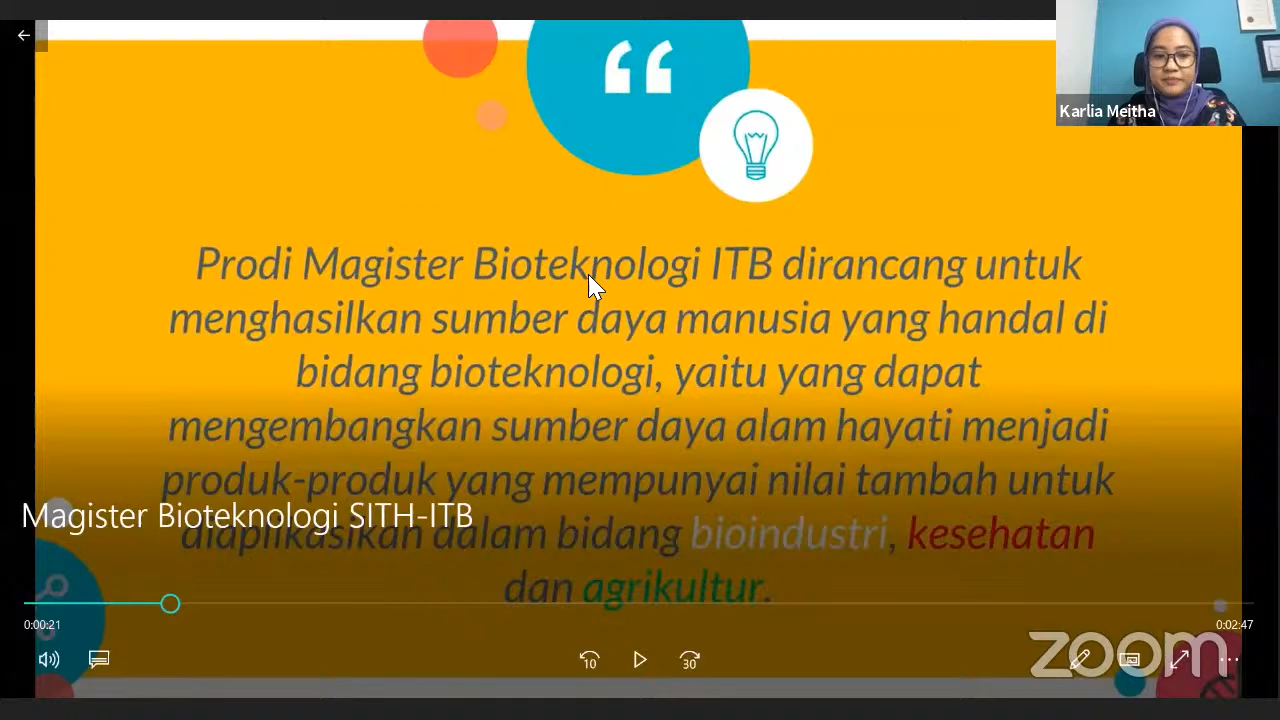 Karlia Meitha
Prodi Magister Bioteknologi ITB dirancang untuk
menghasilkan sumber daya manusia yang handal di
bidang bioteknologi, yaitu yang dapat
mengembangkan sumber daya alam hayati menjadi
produk-produk yang mempunyai nilai tambah untuk
Magister Bioteknologi SITH-ITB
diaplikasikan dalam bidang bioindustri, kesehatan
dan agrikultur.
0:00:21
0:02:47
10
30
zoom